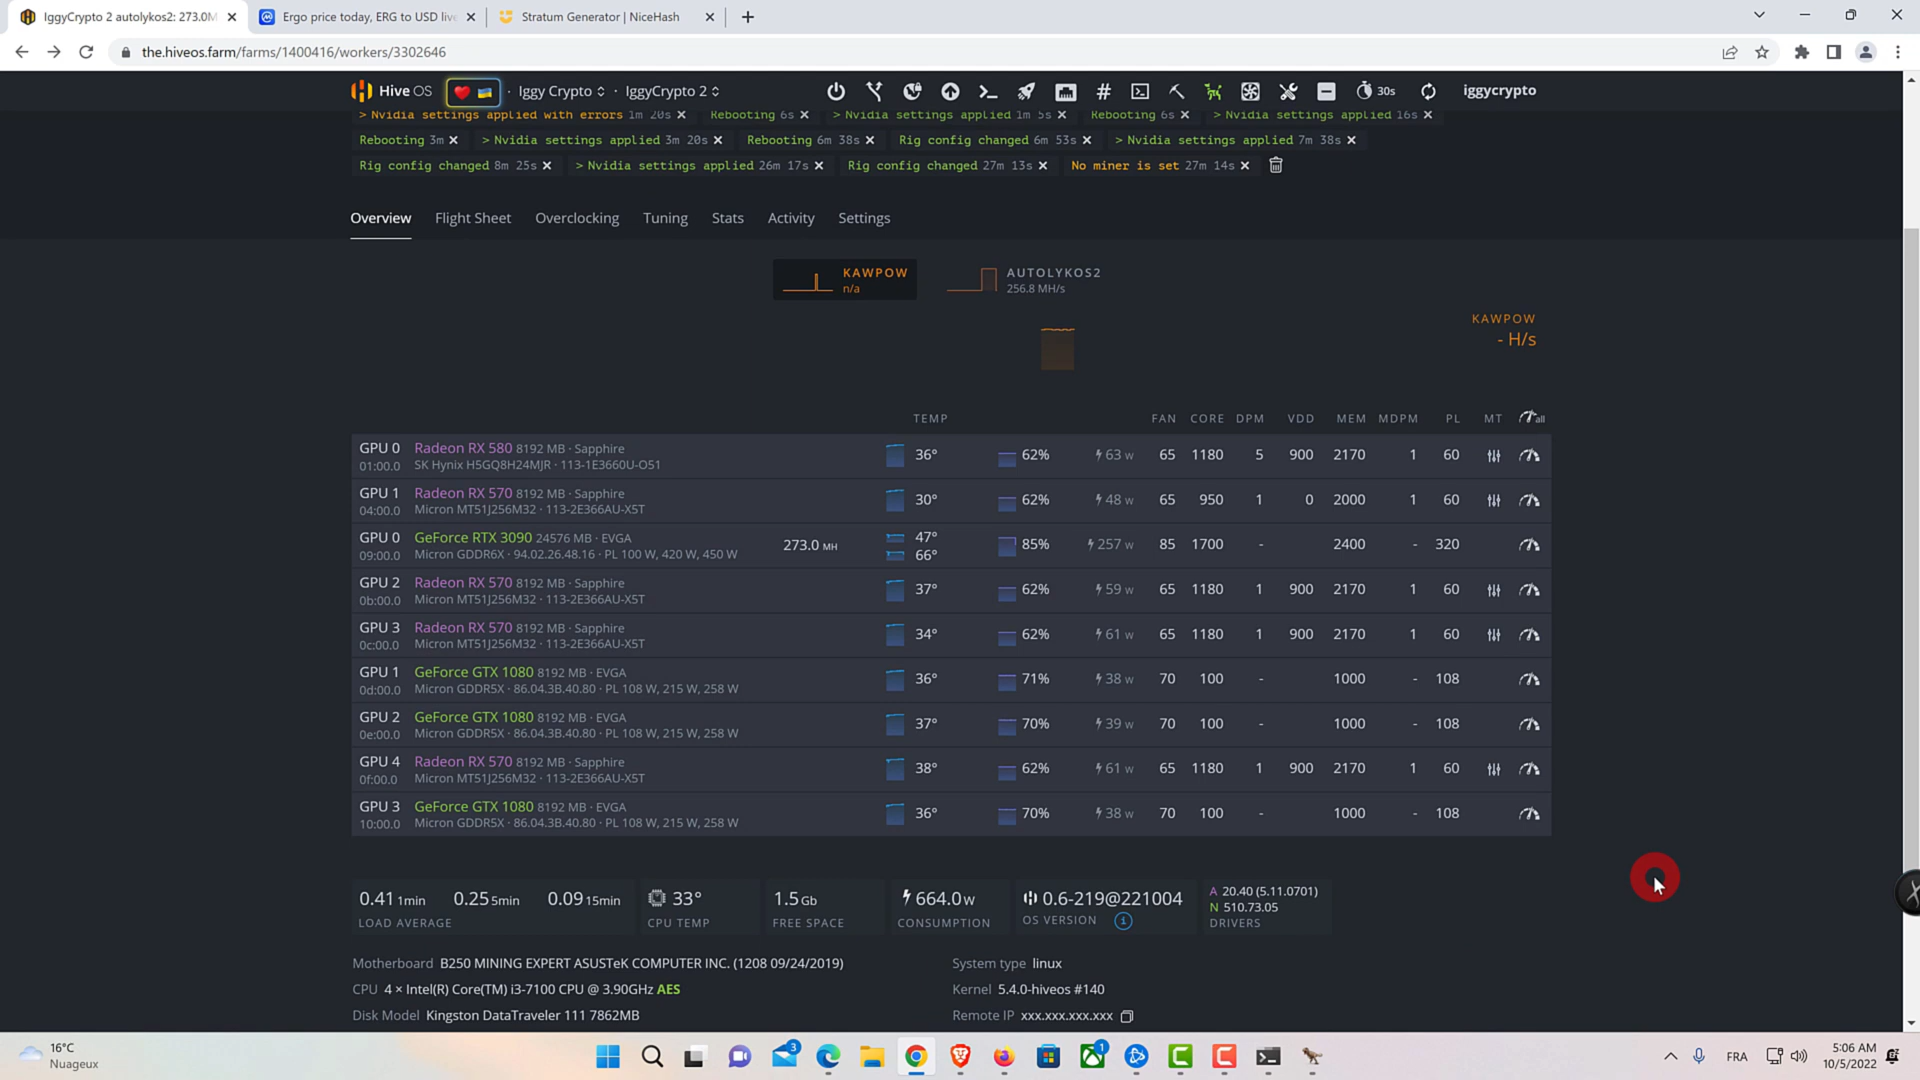 IggyCrypto 2 autolykos2: 273.0M
Ergo price today, ERG to USD live
Stratum Generator | NiceHash
the.hiveos.farm/farms/1400416/workers/3302646
Hive OS · Iggy Crypto · IggyCrypto 2 30s iggycrypto
> Nvidia settings applied with errors 1m 20s Rebooting 6s > Nvidia settings applied 1m 5s Rebooting 6s > Nvidia settings applied 16s
Rebooting 3m > Nvidia settings applied 3m 20s Rebooting 6m 38s Rig config changed 6m 53s > Nvidia settings applied 7m 38s
Rig config changed 8m 25s > Nvidia settings applied 26m 17s Rig config changed 27m 13s No miner is set 27m 14s
Overview Flight Sheet Overclocking Tuning Stats Activity Settings
KAWPOW AUTOLYKOS2
n/a 256.8 MH/s
KAWPOW
- H/s
TEMP FAN CORE DPM VDD MEM MDPM PL MT all
GPU 0 Radeon RX 580 8192 MB · Sapphire 36° 62% 63 w 65 1180 5 900 2170 1 60
01:00.0 SK Hynix H5GQ8H24MJR · 113-1E3660U-O51
GPU 1 Radeon RX 570 8192 MB · Sapphire 30° 62% 48 w 65 950 1 0 2000 1 60
04:00.0 Micron MT51J256M32 · 113-2E366AU-X5T
GPU 0 GeForce RTX 3090 24576 MB · EVGA 273.0 MH 47° 85% 257 w 85 1700 - 2400 - 320
09:00.0 Micron GDDR6X · 94.02.26.48.16 · PL 100 W, 420 W, 450 W 66°
GPU 2 Radeon RX 570 8192 MB · Sapphire 37° 62% 59 w 65 1180 1 900 2170 1 60
0b:00.0 Micron MT51J256M32 · 113-2E366AU-X5T
GPU 3 Radeon RX 570 8192 MB · Sapphire 34° 62% 61 w 65 1180 1 900 2170 1 60
0c:00.0 Micron MT51J256M32 · 113-2E366AU-X5T
GPU 1 GeForce GTX 1080 8192 MB · EVGA 36° 71% 38 w 70 100 - 1000 - 108
0d:00.0 Micron GDDR5X · 86.04.3B.40.80 · PL 108 W, 215 W, 258 W
GPU 2 GeForce GTX 1080 8192 MB · EVGA 37° 70% 39 w 70 100 - 1000 - 108
0e:00.0 Micron GDDR5X · 86.04.3B.40.80 · PL 108 W, 215 W, 258 W
GPU 4 Radeon RX 570 8192 MB · Sapphire 38° 62% 61 w 65 1180 1 900 2170 1 60
0f:00.0 Micron MT51J256M32 · 113-2E366AU-X5T
GPU 3 GeForce GTX 1080 8192 MB · EVGA 36° 70% 38 w 70 100 - 1000 - 108
10:00.0 Micron GDDR5X · 86.04.3B.40.80 · PL 108 W, 215 W, 258 W
0.41 1min 0.25 5min 0.09 15min 33° 1.5 Gb 664.0 w 0.6-219@221004 A 20.40 (5.11.0701)
N 510.73.05
LOAD AVERAGE CPU TEMP FREE SPACE CONSUMPTION OS VERSION DRIVERS
Motherboard B250 MINING EXPERT ASUSTeK COMPUTER INC. (1208 09/24/2019) System type linux
CPU 4 × Intel(R) Core(TM) i3-7100 CPU @ 3.90GHz AES Kernel 5.4.0-hiveos #140
Disk Model Kingston DataTraveler 111 7862MB Remote IP xxx.xxx.xxx.xxx
16°C
Nuageux
3
1
FRA
5:06 AM
10/5/2022